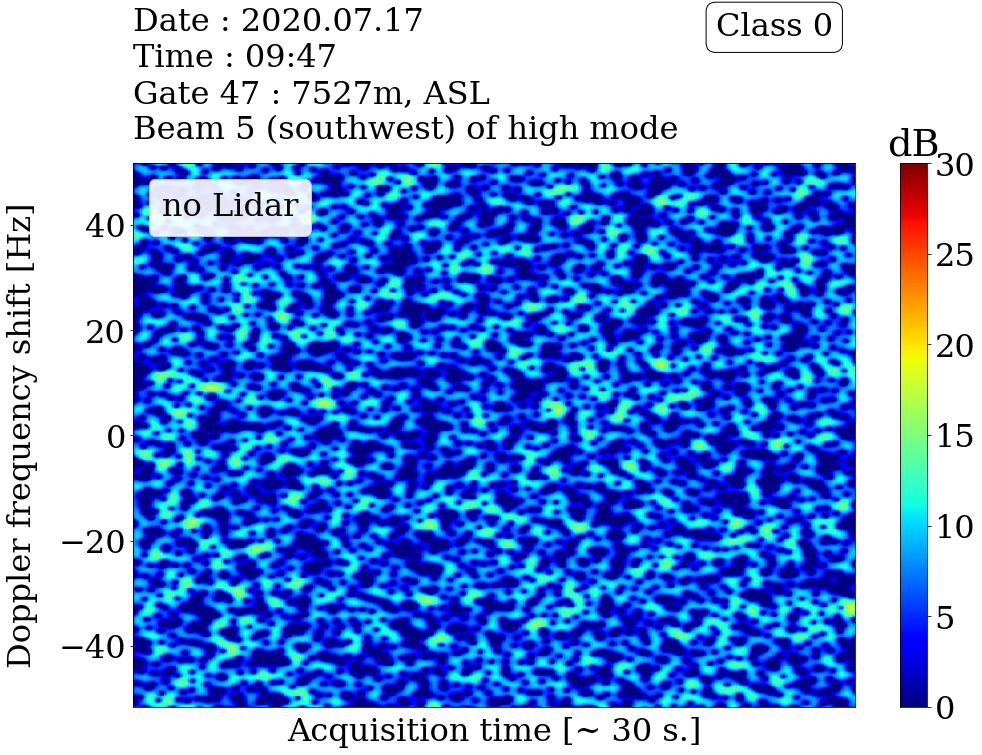 Date : 2020.07.17
Time : 09:47
Gate 47 : 7527m, ASL
Beam 5 (southwest) of high mode
Class 0
dB
no Lidar
Doppler frequency shift [Hz]
40
20
0
−20
−40
30
25
20
15
10
5
0
Acquisition time [~ 30 s.]